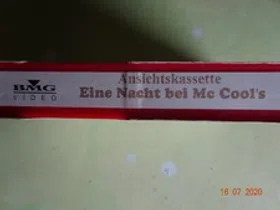 Ansichtskassette
Eine Nacht bei Mc Cool's
BMG
VIDEO
16 07 2020